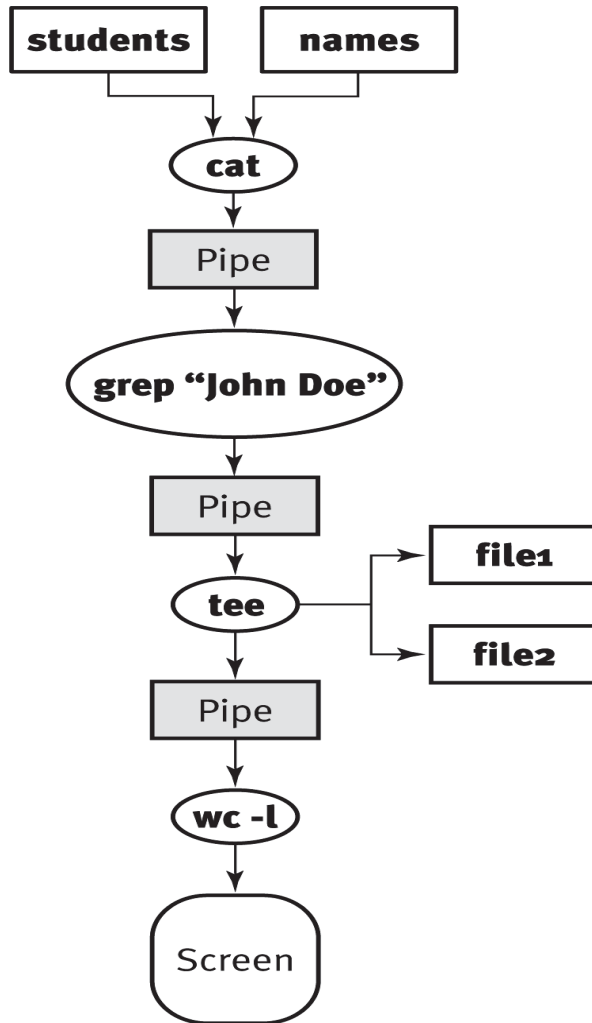 students
names
cat
Pipe
grep “John Doe”
Pipe
tee
file1
file2
Pipe
wc -l
Screen